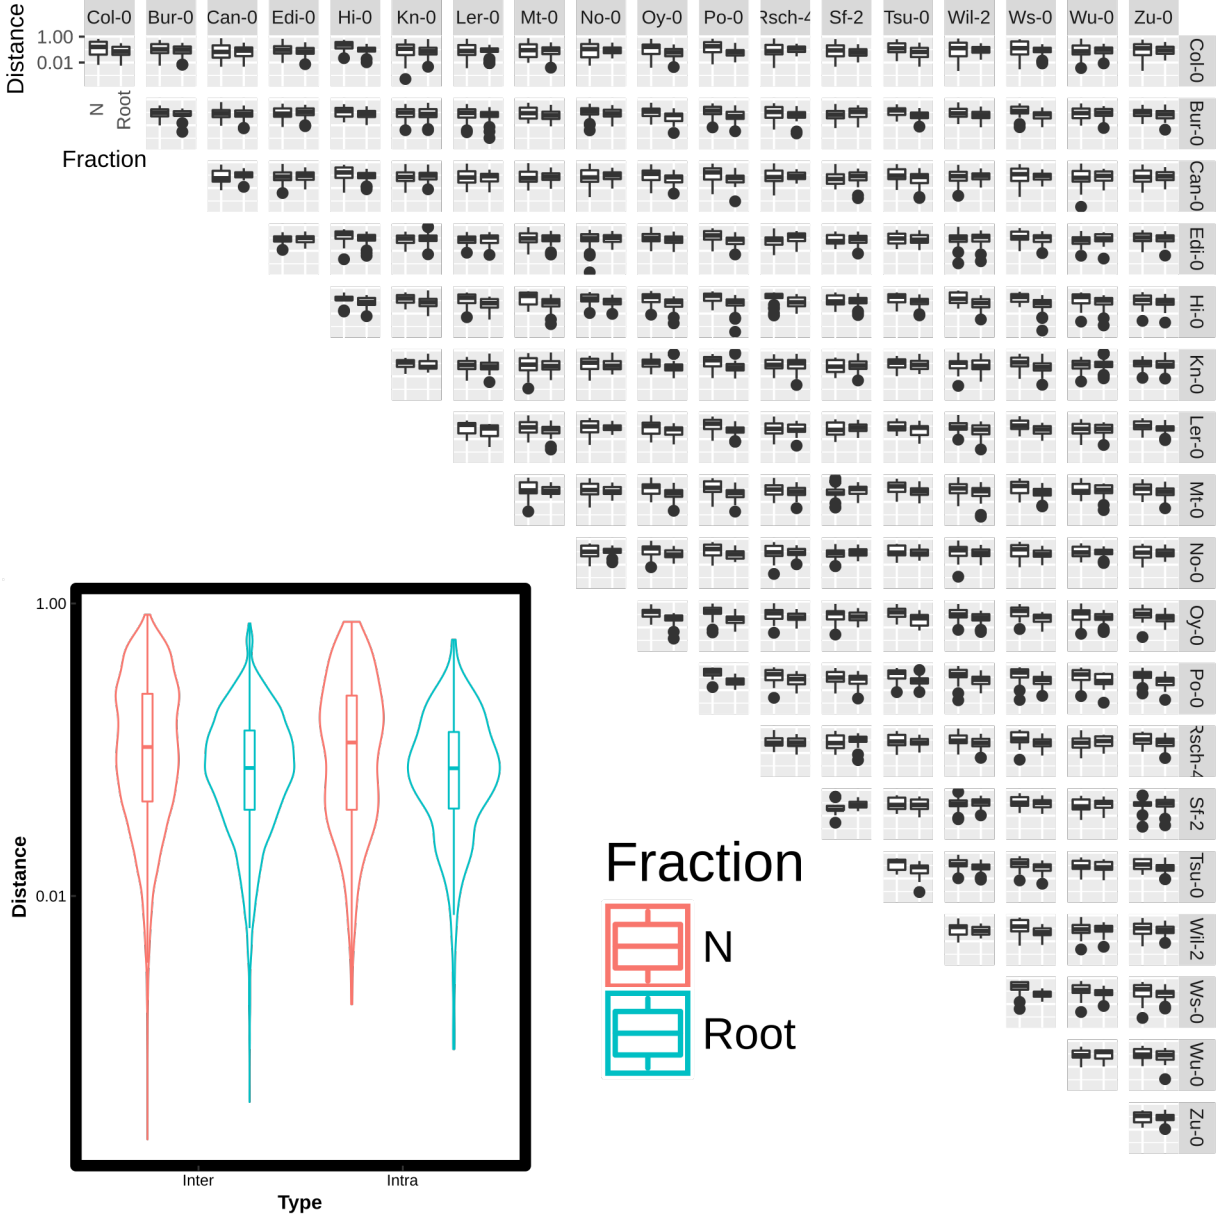 Col-0 Bur-0 Can-0 Edi-0 Hi-0 Kn-0 Ler-0 Mt-0 No-0 Oy-0 Po-0 Rsch-4 Sf-2 Tsu-0 Wil-2 Ws-0 Wu-0 Zu-0
Distance
1.00
0.01
N
Root
Fraction
Col-0
Bur-0
Can-0
Edi-0
Hi-0
Kn-0
Ler-0
Mt-0
No-0
Oy-0
Po-0
Rsch-4
Sf-2
Tsu-0
Wil-2
Ws-0
Wu-0
Zu-0
1.00
0.01
Distance
Inter
Intra
Type
Fraction
N
Root